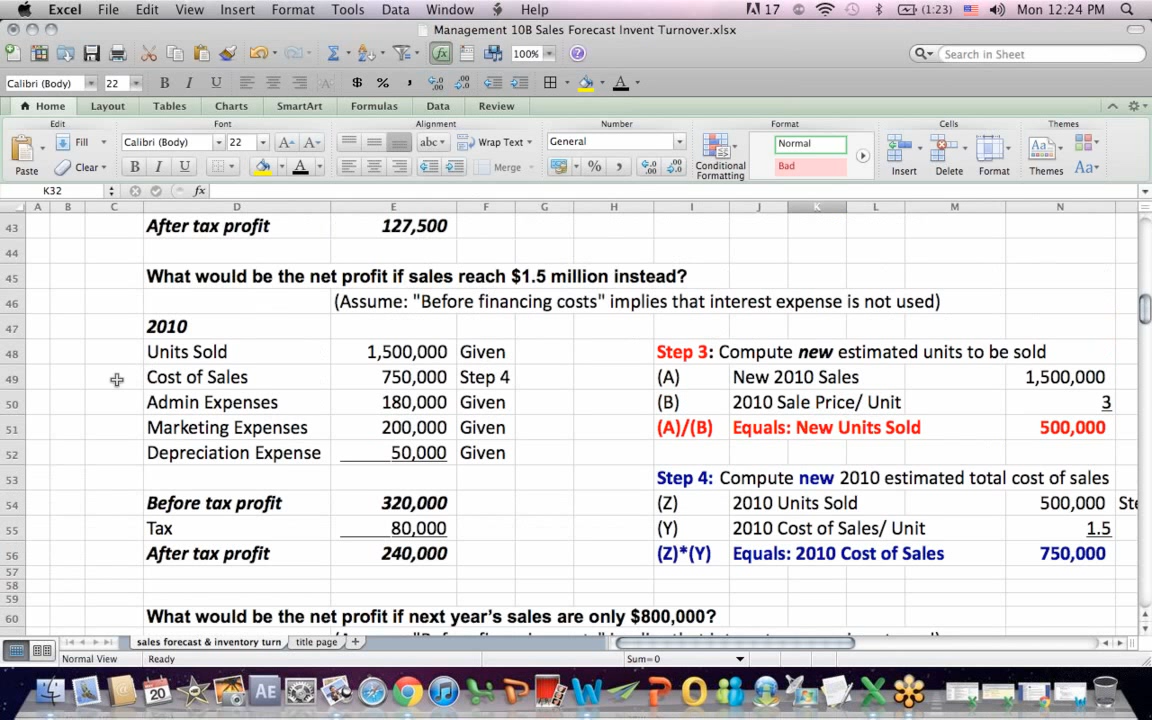 Excel File Edit View Insert Format Tools Data Window Help 17 (1:23) Mon 12:24 PM
Management 10B Sales Forecast Invent Turnover.xlsx
100% Search in Sheet
Calibri (Body) 22 B I U $ % ,
Home Layout Tables Charts SmartArt Formulas Data Review
Edit Font Alignment Number Format Cells Themes
Fill Calibri (Body) 22 abc Wrap Text General Normal
Paste Clear B I U Merge % , Conditional Formatting Bad Insert Delete Format Themes Aa
K32 fx
A B C D E F G H I J K L M N
43 After tax profit 127,500
44
45 What would be the net profit if sales reach $1.5 million instead?
46 (Assume: "Before financing costs" implies that interest expense is not used)
47 2010
48 Units Sold 1,500,000 Given Step 3: Compute new estimated units to be sold
49 Cost of Sales 750,000 Step 4 (A) New 2010 Sales 1,500,000
50 Admin Expenses 180,000 Given (B) 2010 Sale Price/ Unit 3
51 Marketing Expenses 200,000 Given (A)/(B) Equals: New Units Sold 500,000
52 Depreciation Expense 50,000 Given
53 Step 4: Compute new 2010 estimated total cost of sales
54 Before tax profit 320,000 (Z) 2010 Units Sold 500,000 Ste
55 Tax 80,000 (Y) 2010 Cost of Sales/ Unit 1.5
56 After tax profit 240,000 (Z)*(Y) Equals: 2010 Cost of Sales 750,000
57
58
59
60 What would be the net profit if next year's sales are only $800,000?
sales forecast & inventory turn title page
Normal View Ready Sum=0
20 AE